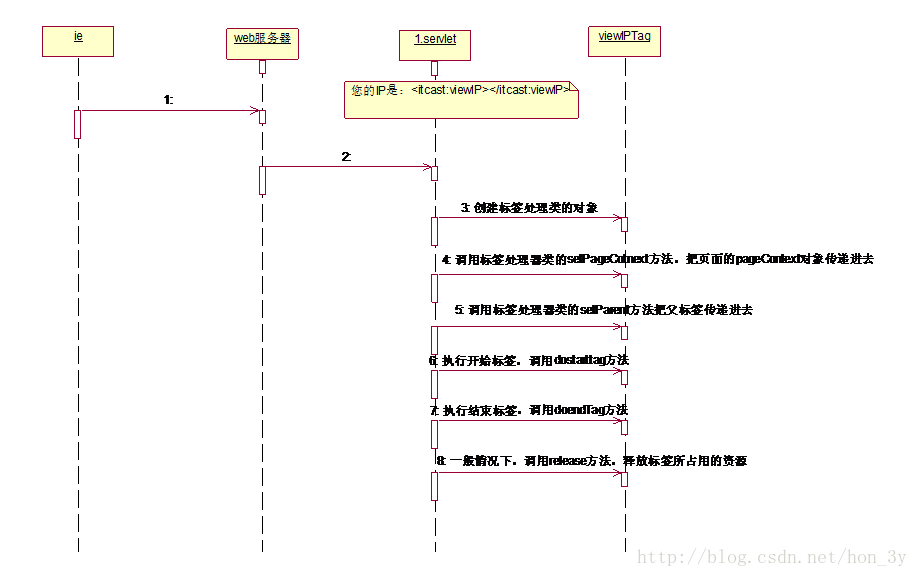 ie
web服务器
1.servlet
viewIPTag
您的IP是：<itcast:viewIP></itcast:viewIP>
1:
2:
3: 创建标签处理类的对象
4: 调用标签处理器类的setPageCotnext方法，把页面的pageContext对象传递进去
5: 调用标签处理器类的setParent方法把父标签传递进去
6: 执行开始标签，调用dostartTag方法
7: 执行结束标签，调用doendTag方法
8: 一般情况下，调用release方法，释放标签所占用的资源
http://blog.csdn.net/hon_3y